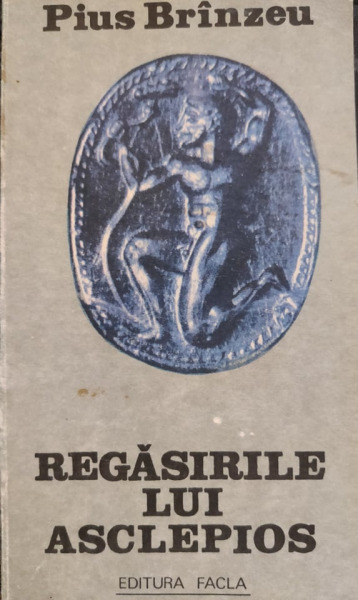 Pius Brînzeu
REGĂSIRILE
LUI
ASCLEPIOS
EDITURA FACLA